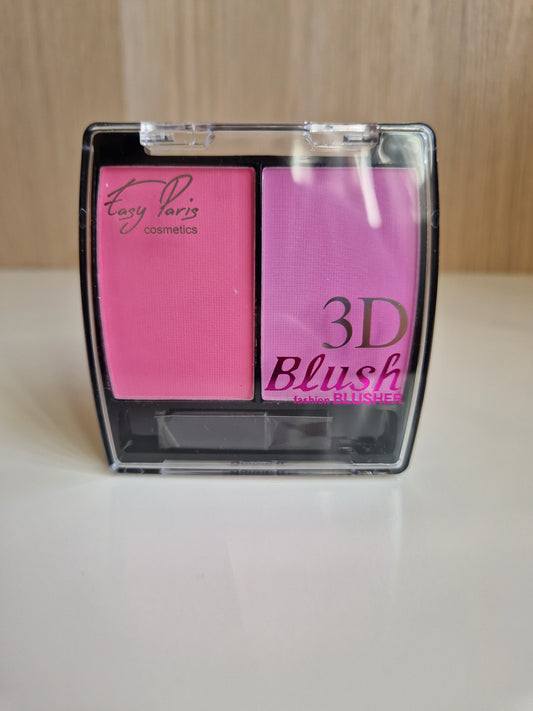 Easy Paris
cosmetics
3D
Blush
fashion BLUSHER